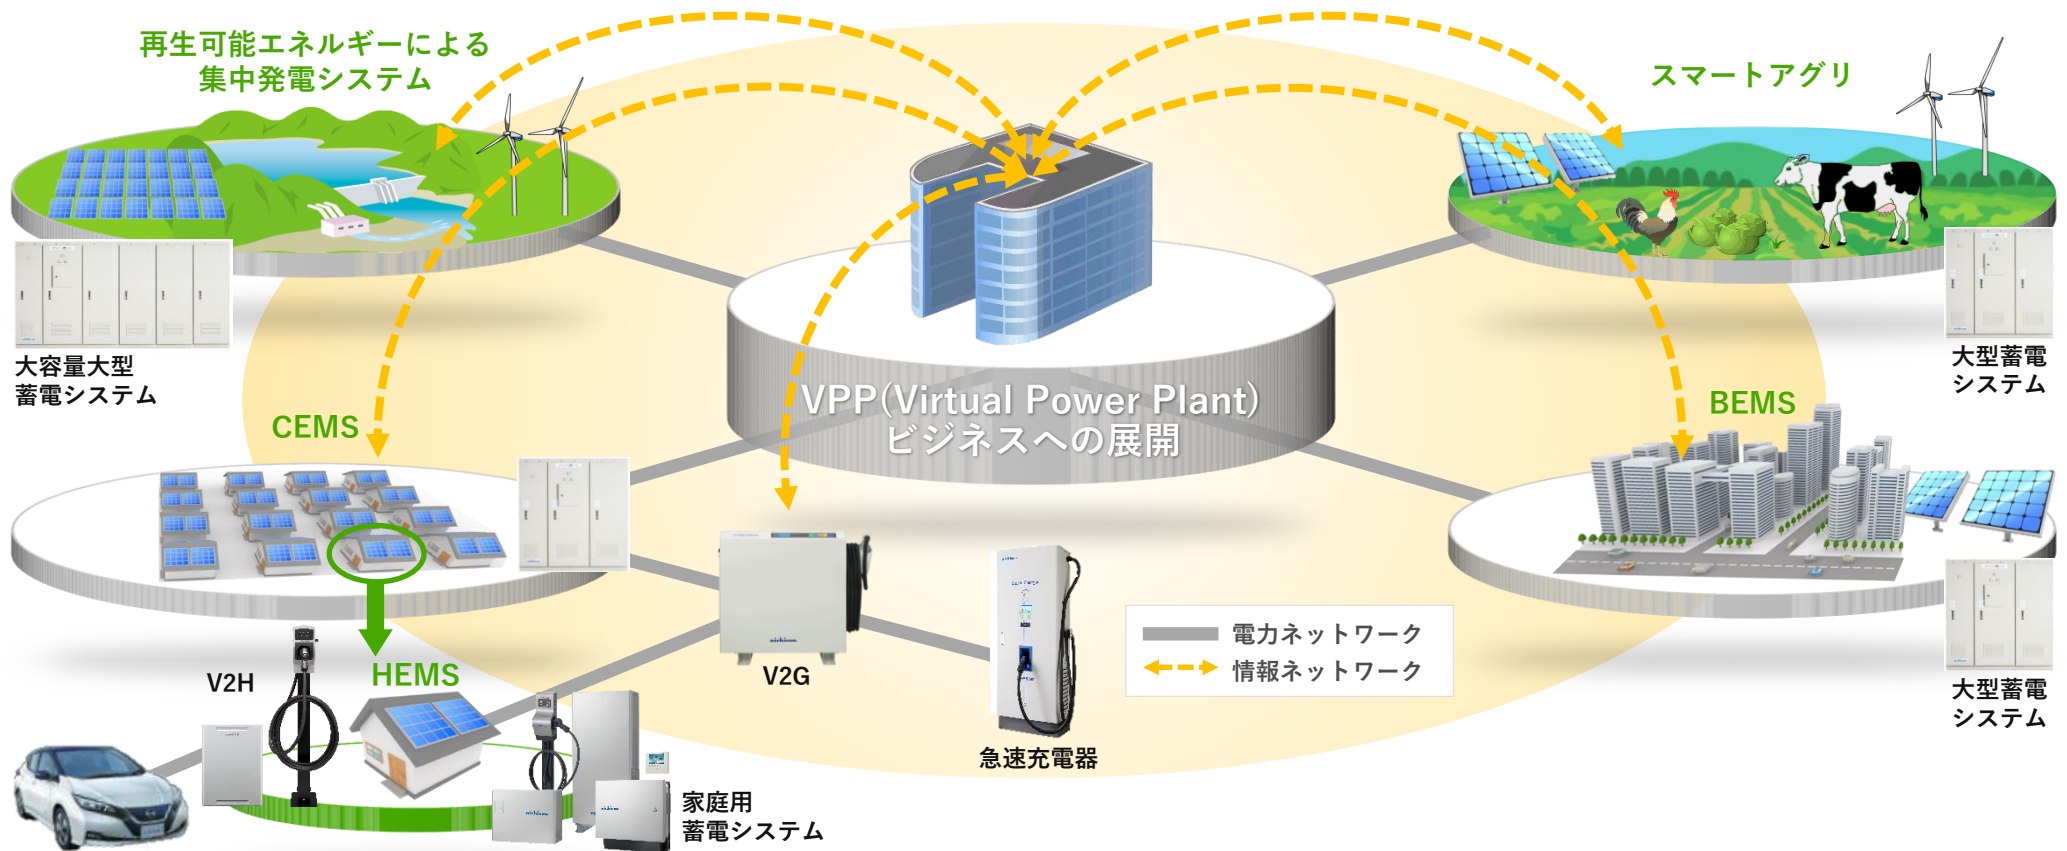 再生可能エネルギーによる
集中発電システム
スマートアグリ
大容量大型
蓄電システム
大型蓄電
システム
VPP(Virtual Power Plant)
ビジネスへの展開
CEMS
BEMS
HEMS
V2H
V2G
nichicon
急速充電器
電力ネットワーク
情報ネットワーク
大型蓄電
システム
家庭用
蓄電システム